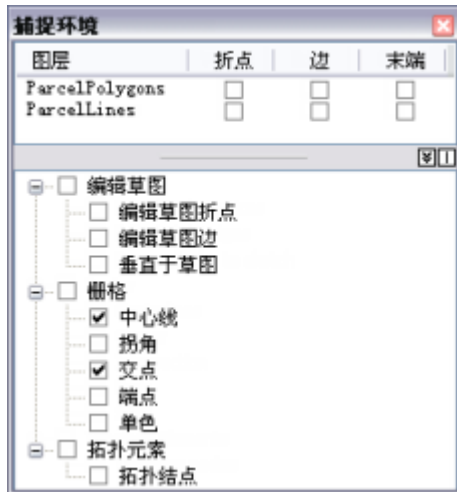 捕捉环境
图层 折点 边 末端
ParcelPolygons
ParcelLines
编辑草图
编辑草图折点
编辑草图边
垂直于草图
栅格
中心线
拐角
交点
端点
单色
拓扑元素
拓扑结点